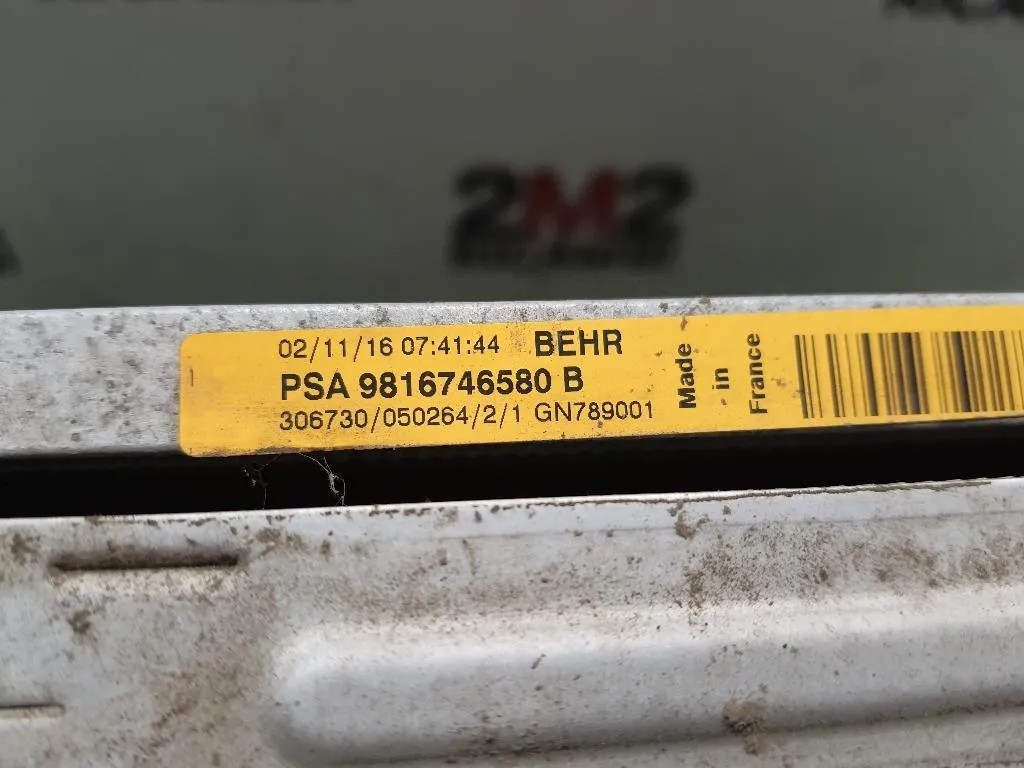 2M2
02/11/16 07:41:44 BEHR
PSA 9816746580 B
306730/050264/2/1 GN789001
Made
in
France